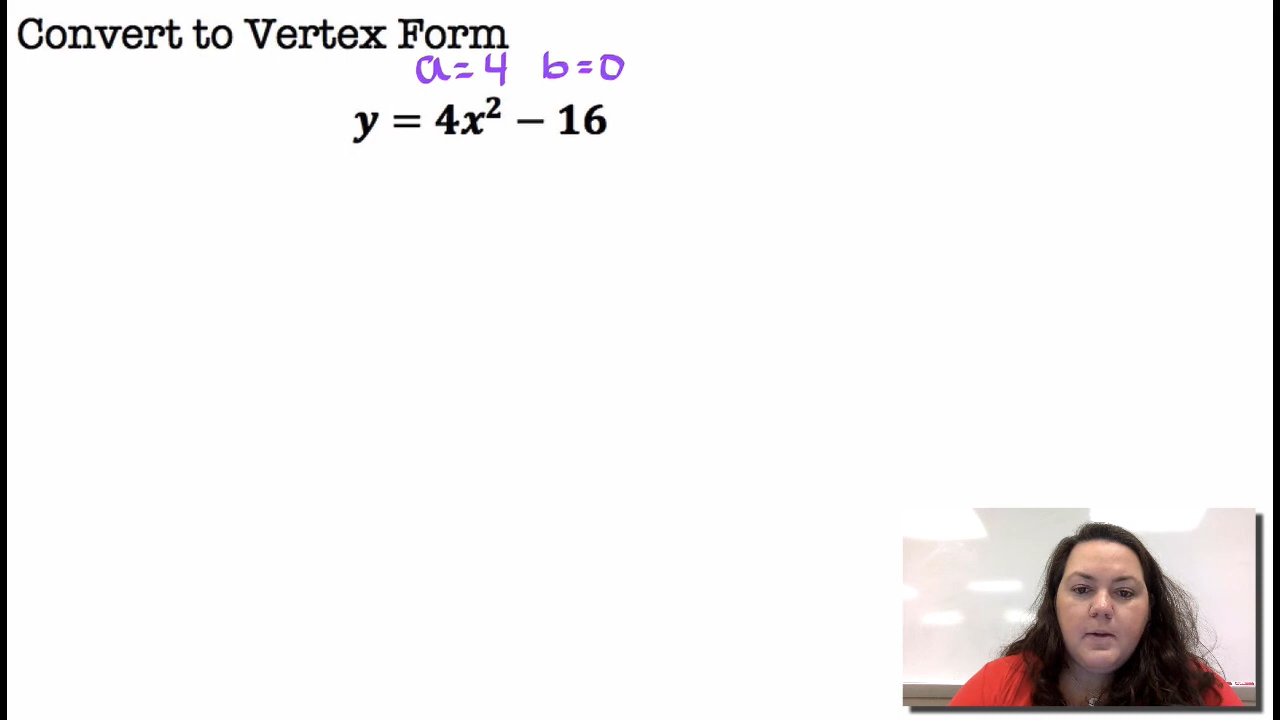 Convert to Vertex Form
a=4 b=0
y = 4x² − 16